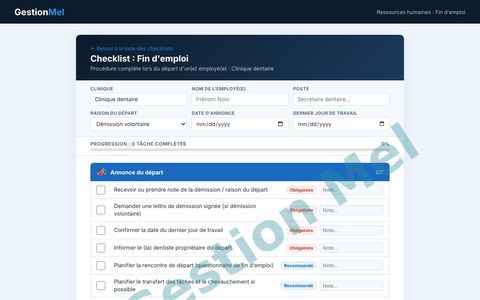 GestionMel
Ressources humaines : Fin d'emploi
← Retour à la liste des checklists
Checklist : Fin d'emploi
Procédure complète lors du départ d'un(e) employé(e) : Clinique dentaire
CLINIQUE
NOM DE L'EMPLOYÉ(E)
POSTE
Clinique dentaire
Prénom Nom
Secrétaire dentaire...
RAISON DU DÉPART
DATE D'ANNONCE
DERNIER JOUR DE TRAVAIL
Démission volontaire
mm/dd/yyyy
mm/dd/yyyy
PROGRESSION : 0 TÂCHE COMPLÉTÉE
0%
Annonce du départ
0/7
Recevoir ou prendre note de la démission / raison du départ
Obligatoire
Note...
Demander une lettre de démission signée (si démission
volontaire)
Obligatoire
Note...
Confirmer la date du dernier jour de travail
Obligatoire
Note...
Informer le (la) dentiste propriétaire du départ
Obligatoire
Note...
Planifier la rencontre de départ (questionnaire de fin d'emploi)
Recommandé
Note...
Planifier le transfert des tâches et le chevauchement si
possible
Recommandé
Note...
Gestion Mel